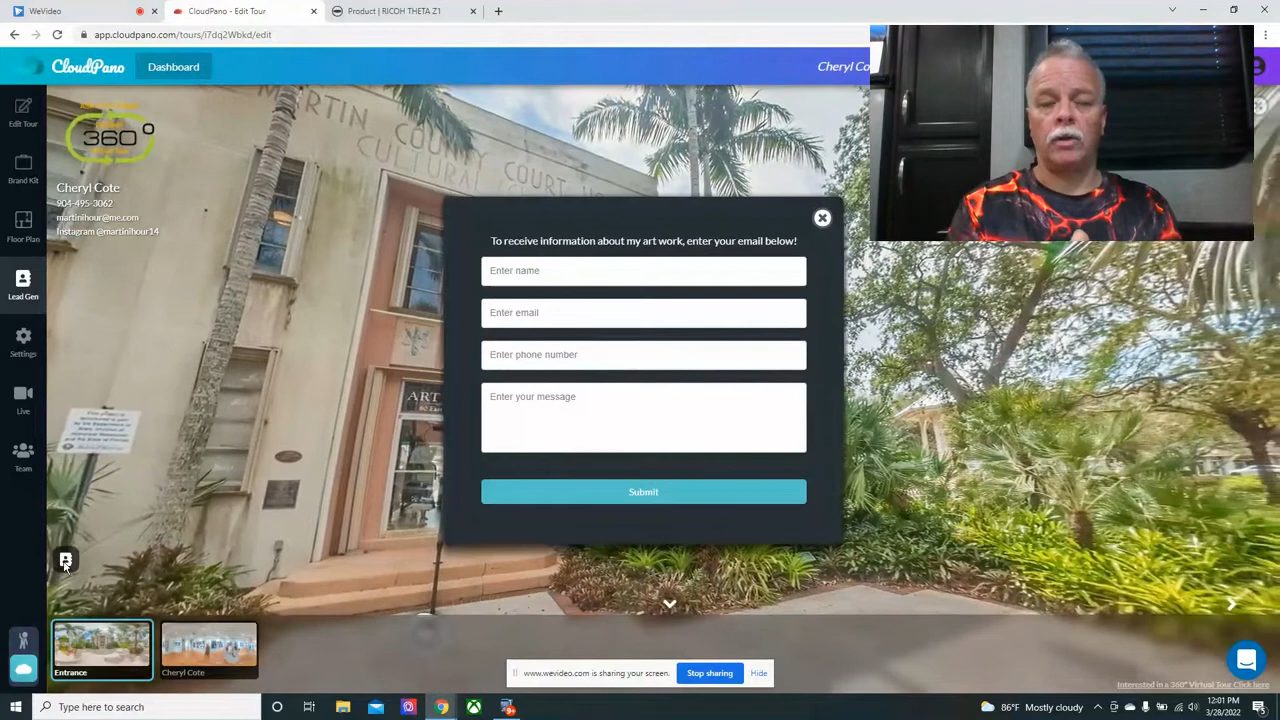 WeVideo
CloudPano - Edit Tour
Product | RICOH THETA Z1
app.cloudpano.com/tours/i7dq2Wbkd/edit
CloudPano
Dashboard
Cheryl Co
Edit Tour
Brand Kit
Floor Plan
Lead Gen
Settings
Live
Team
360°
Cheryl Cote
904-495-3062
martinihour@me.com
Instagram @martinihour14
MARTIN COUNTY COURT HO
CULTURAL
ART
To receive information about my art work, enter your email below!
Enter name
Enter email
Enter phone number
Enter your message
Submit
Entrance
Cheryl Cote
www.wevideo.com is sharing your screen.
Stop sharing
Hide
Interested in a 360º Virtual Tour Click here
Type here to search
86°F Mostly cloudy
12:01 PM
3/28/2022